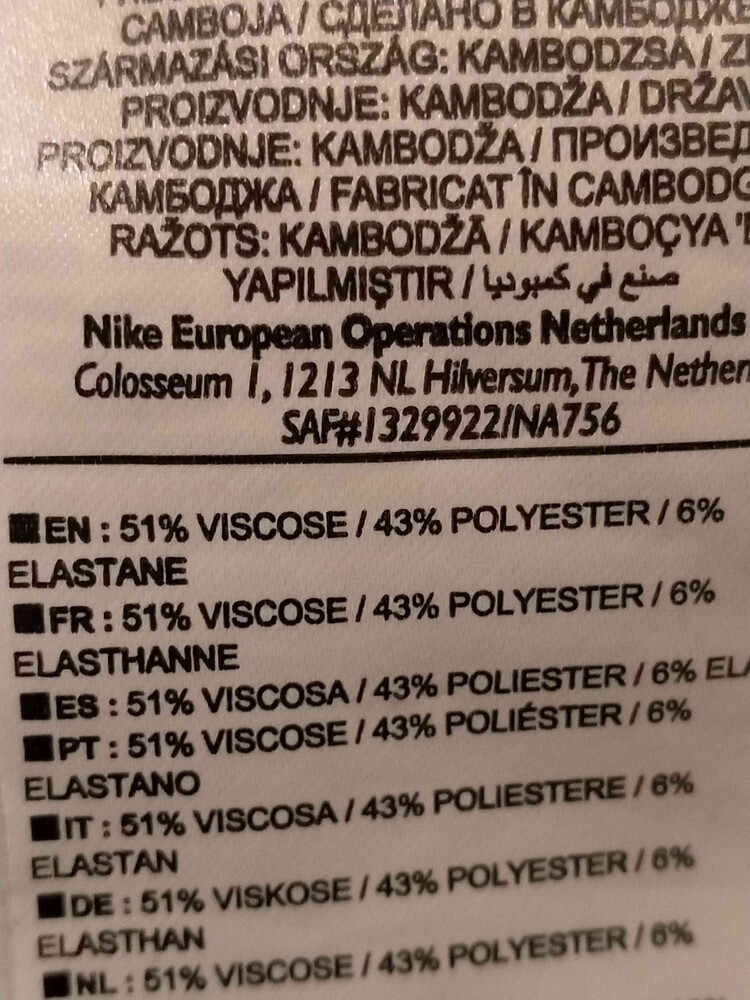 CAMBOJA / СДЕЛАНО В КАМБОДЖЕ
SZÁRMAZÁSI ORSZÁG: KAMBODZSA /
PROIZVODNJE: KAMBODŽA / DRŽAV
PROIZVODNJE: KAMBODŽA / ПРОИЗВЕД
КАМБОДЖА / FABRICAT ÎN CAMBODG
RAŽOTS: KAMBODŽĀ / KAMBOÇYA
YAPILMIŞTIR / صنع في كمبوديا
Nike European Operations Netherlands
Colosseum 1, 1213 NL Hilversum, The Nether
SAF#1329922/NA756
EN : 51% VISCOSE / 43% POLYESTER / 6%
ELASTANE
FR : 51% VISCOSE / 43% POLYESTER / 6%
ELASTHANNE
ES : 51% VISCOSA / 43% POLIESTER / 6% ELA
PT : 51% VISCOSE / 43% POLIÉSTER / 6%
ELASTANO
IT : 51% VISCOSA / 43% POLIESTERE / 6%
ELASTAN
DE : 51% VISKOSE / 43% POLYESTER / 6%
ELASTHAN
NL : 51% VISCOSE / 43% POLYESTER / 6%